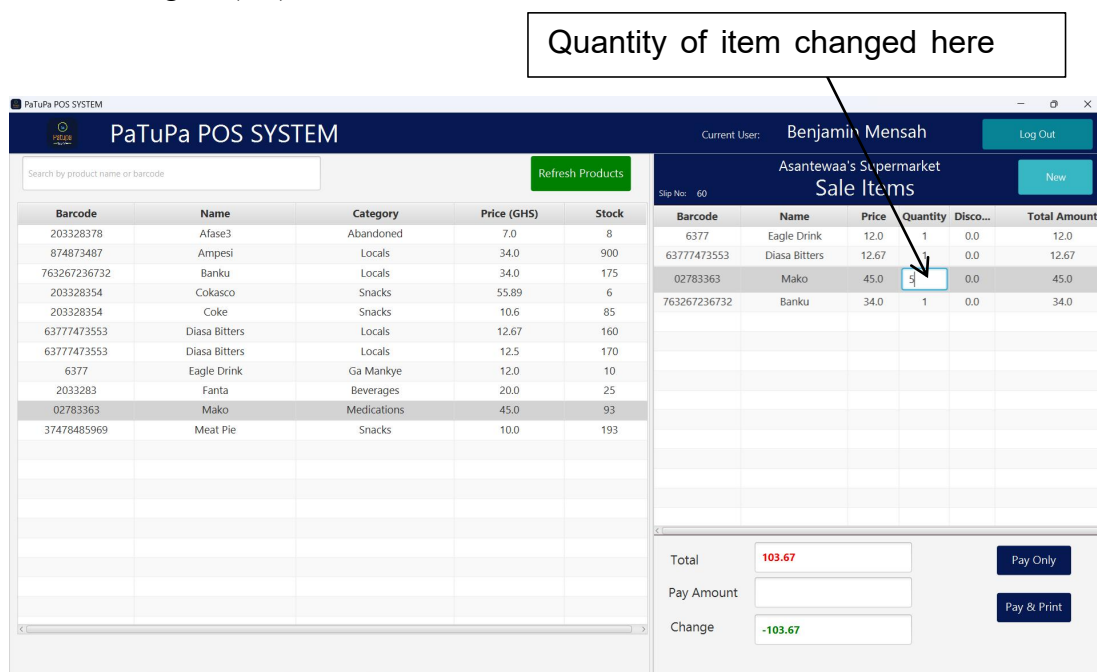 Quantity of item changed here
PaTuPa POS SYSTEM
Patupa
PaTuPa POS SYSTEM
Current User: Benjamin Mensah
Log Out
Search by product name or barcode
Refresh Products
Asantewaa's Supermarket
Slip No: 60
Sale Items
New
Barcode Name Category Price (GHS) Stock
203328378 Afase3 Abandoned 7.0 8
874873487 Ampesi Locals 34.0 900
763267236732 Banku Locals 34.0 175
203328354 Cokasco Snacks 55.89 6
203328354 Coke Snacks 10.6 85
63777473553 Diasa Bitters Locals 12.67 160
63777473553 Diasa Bitters Locals 12.5 170
6377 Eagle Drink Ga Mankye 12.0 10
2033283 Fanta Beverages 20.0 25
02783363 Mako Medications 45.0 93
37478485969 Meat Pie Snacks 10.0 193
Barcode Name Price Quantity Disco... Total Amount
6377 Eagle Drink 12.0 1 0.0 12.0
63777473553 Diasa Bitters 12.67 1 0.0 12.67
02783363 Mako 45.0 5 0.0 45.0
763267236732 Banku 34.0 1 0.0 34.0
Total 103.67
Pay Only
Pay Amount
Pay & Print
Change -103.67